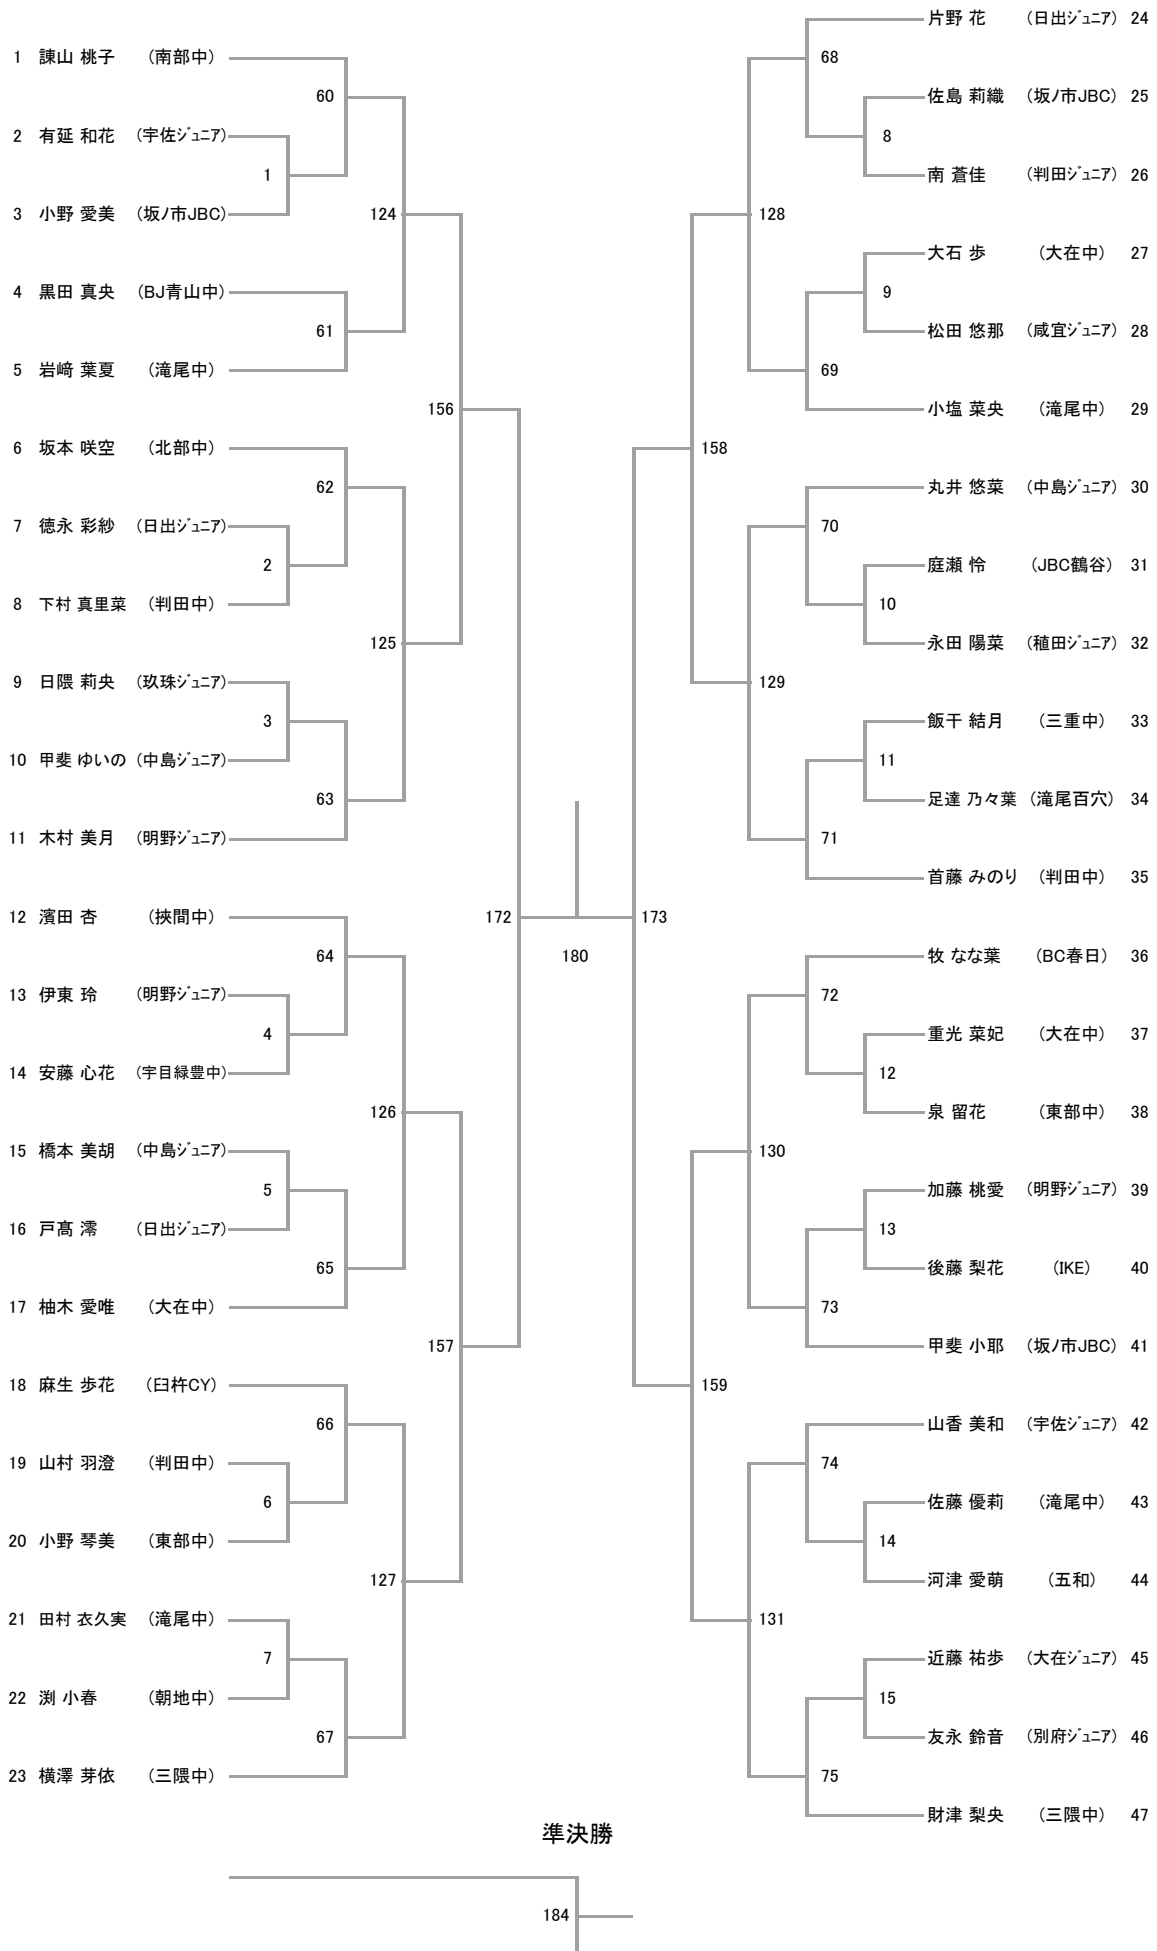 1 諌山 桃子 (南部中)
60
2 有延 和花 (宇佐ジュニア)
1
3 小野 愛美 (坂ノ市JBC)
124
4 黒田 真央 (BJ青山中)
61
5 岩﨑 葉夏 (滝尾中)
156
6 坂本 咲空 (北部中)
62
7 徳永 彩紗 (日出ジュニア)
2
8 下村 真里菜 (判田中)
125
9 日隈 莉央 (玖珠ジュニア)
3
10 甲斐 ゆいの (中島ジュニア)
63
11 木村 美月 (明野ジュニア)
12 濱田 杏 (挾間中)
172
64
13 伊東 玲 (明野ジュニア)
4
14 安藤 心花 (宇目緑豊中)
126
15 橋本 美胡 (中島ジュニア)
5
16 戸髙 澪 (日出ジュニア)
65
17 柚木 愛唯 (大在中)
157
18 麻生 歩花 (臼杵CY)
66
19 山村 羽澄 (判田中)
6
20 小野 琴美 (東部中)
127
21 田村 衣久実 (滝尾中)
7
22 渕 小春 (朝地中)
67
23 横澤 芽依 (三隈中)
180
片野 花 (日出ジュニア) 24
68
佐島 莉織 (坂ノ市JBC) 25
8
南 蒼佳 (判田ジュニア) 26
128
大石 歩 (大在中) 27
9
松田 悠那 (咸宜ジュニア) 28
69
小塩 菜央 (滝尾中) 29
158
丸井 悠菜 (中島ジュニア) 30
70
庭瀬 怜 (JBC鶴谷) 31
10
永田 陽菜 (稙田ジュニア) 32
129
飯干 結月 (三重中) 33
11
足達 乃々葉 (滝尾百穴) 34
71
首藤 みのり (判田中) 35
173
牧 なな葉 (BC春日) 36
72
重光 菜妃 (大在中) 37
12
泉 留花 (東部中) 38
130
加藤 桃愛 (明野ジュニア) 39
13
後藤 梨花 (IKE) 40
73
甲斐 小耶 (坂ノ市JBC) 41
159
山香 美和 (宇佐ジュニア) 42
74
佐藤 優莉 (滝尾中) 43
14
河津 愛萌 (五和) 44
131
近藤 祐歩 (大在ジュニア) 45
15
友永 鈴音 (別府ジュニア) 46
75
財津 梨央 (三隈中) 47
準決勝
184